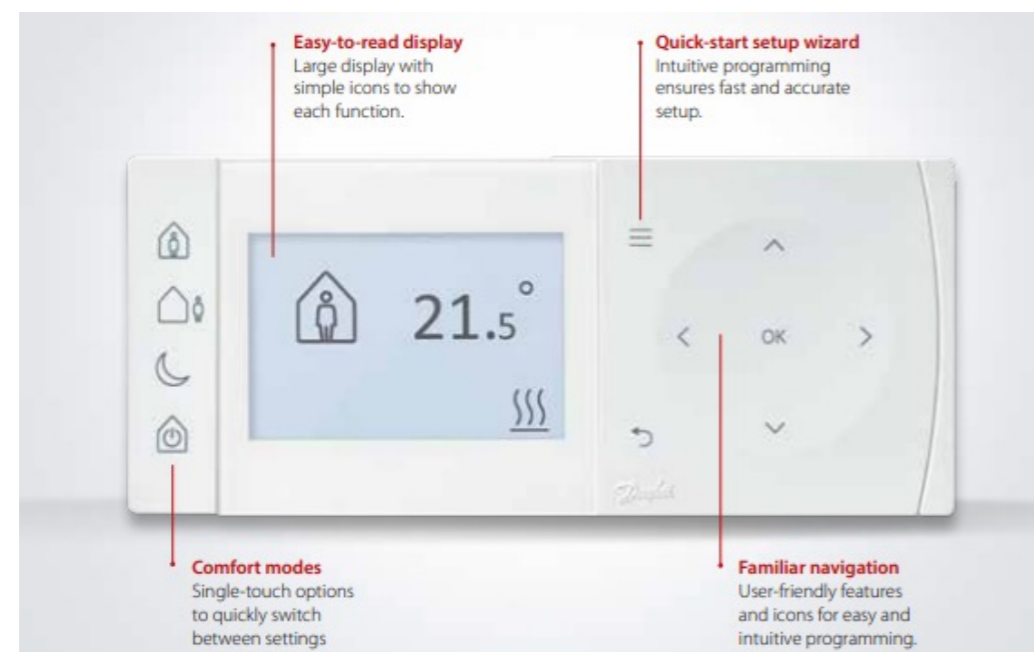 Easy-to-read display
Large display with
simple icons to show
each function.
Quick-start setup wizard
Intuitive programming
ensures fast and accurate
setup.
21.5°
OK
Danfoss
Comfort modes
Single-touch options
to quickly switch
between settings
Familiar navigation
User-friendly features
and icons for easy and
intuitive programming.